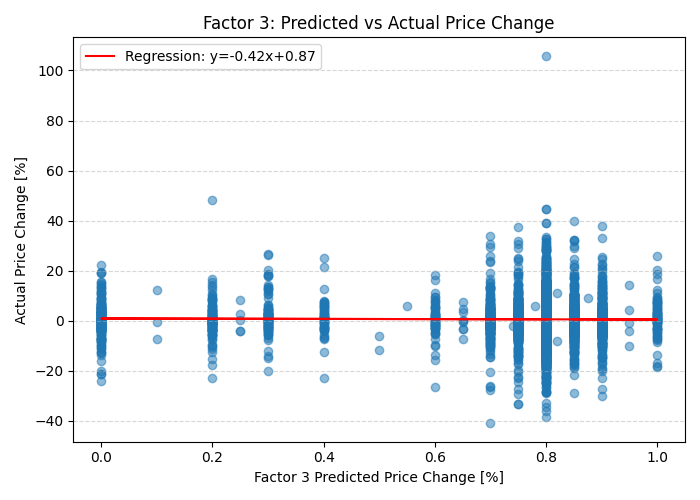 Factor 3: Predicted vs Actual Price Change
Regression: y=-0.42x+0.87
Actual Price Change [%]
100
80
60
40
20
0
−20
−40
0.0 0.2 0.4 0.6 0.8 1.0
Factor 3 Predicted Price Change [%]